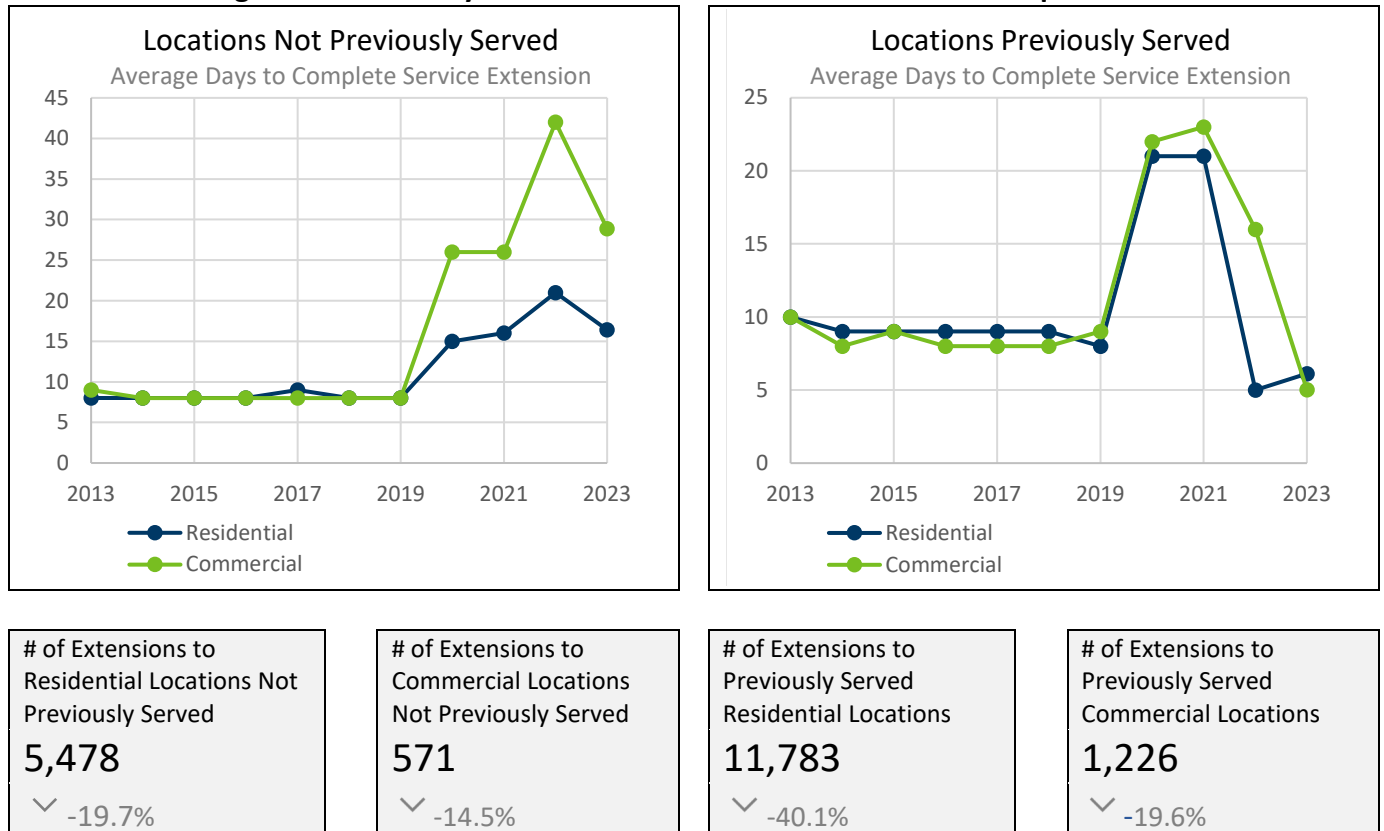 Locations Not Previously Served
Average Days to Complete Service Extension
45
40
35
30
25
20
15
10
5
0
2013 2015 2017 2019 2021 2023
Residential
Commercial
Locations Previously Served
Average Days to Complete Service Extension
25
20
15
10
5
0
2013 2015 2017 2019 2021 2023
Residential
Commercial
# of Extensions to
Residential Locations Not
Previously Served
5,478
-19.7%
# of Extensions to
Commercial Locations
Not Previously Served
571
-14.5%
# of Extensions to
Previously Served
Residential Locations
11,783
-40.1%
# of Extensions to
Previously Served
Commercial Locations
1,226
-19.6%